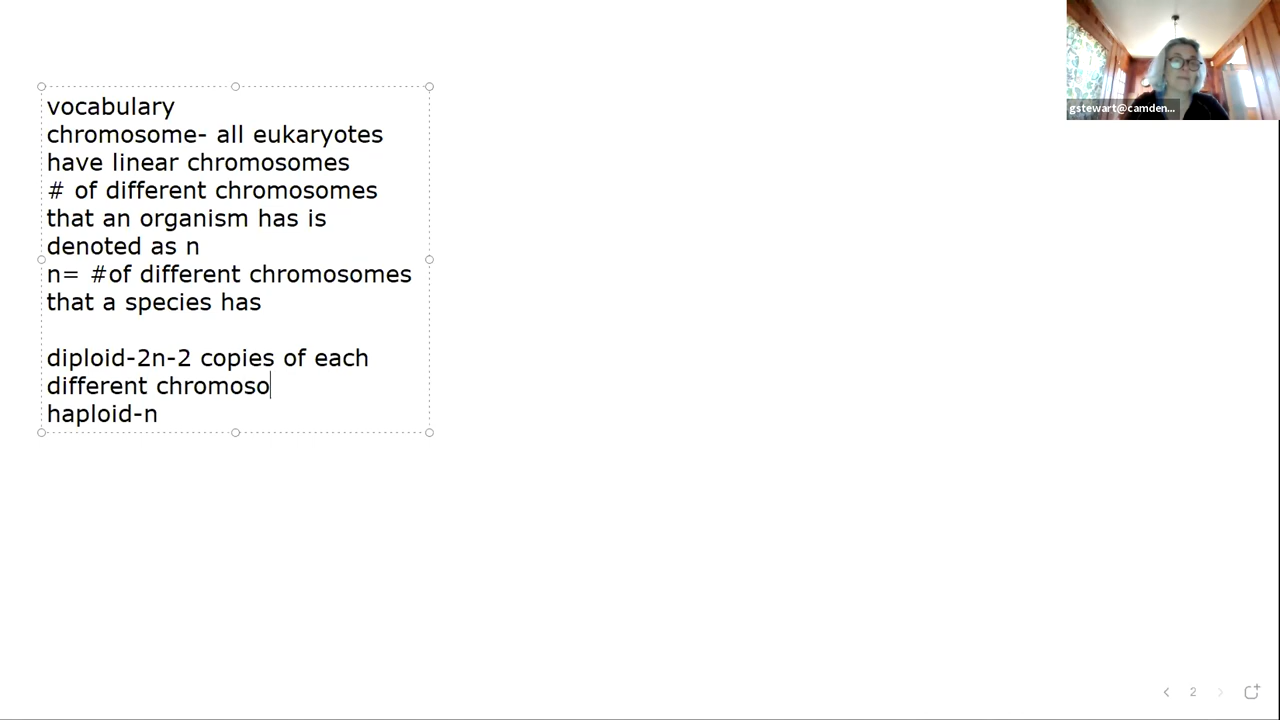 vocabulary
chromosome- all eukaryotes
have linear chromosomes
# of different chromosomes
that an organism has is
denoted as n
n= #of different chromosomes
that a species has
diploid-2n-2 copies of each
different chromoso
haploid-n
gstewart@camden...
2